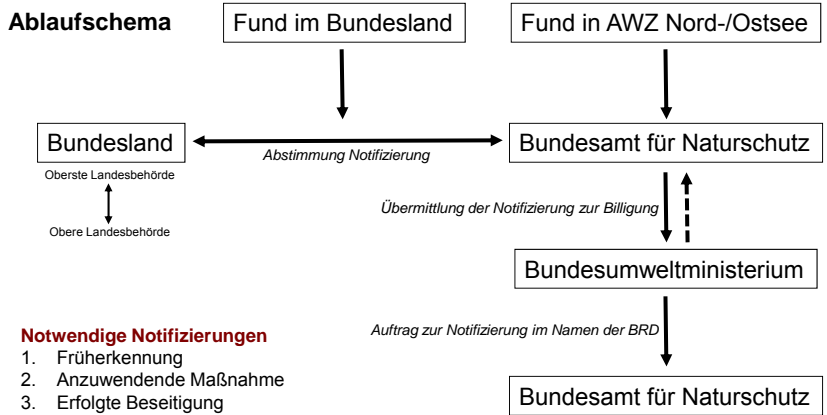 Ablaufschema
Fund im Bundesland
Fund in AWZ Nord-/Ostsee
Bundesland
Abstimmung Notifizierung
Bundesamt für Naturschutz
Oberste Landesbehörde
Obere Landesbehörde
Übermittlung der Notifizierung zur Billigung
Bundesumweltministerium
Auftrag zur Notifizierung im Namen der BRD
Bundesamt für Naturschutz
Notwendige Notifizierungen
1. Früherkennung
2. Anzuwendende Maßnahme
3. Erfolgte Beseitigung